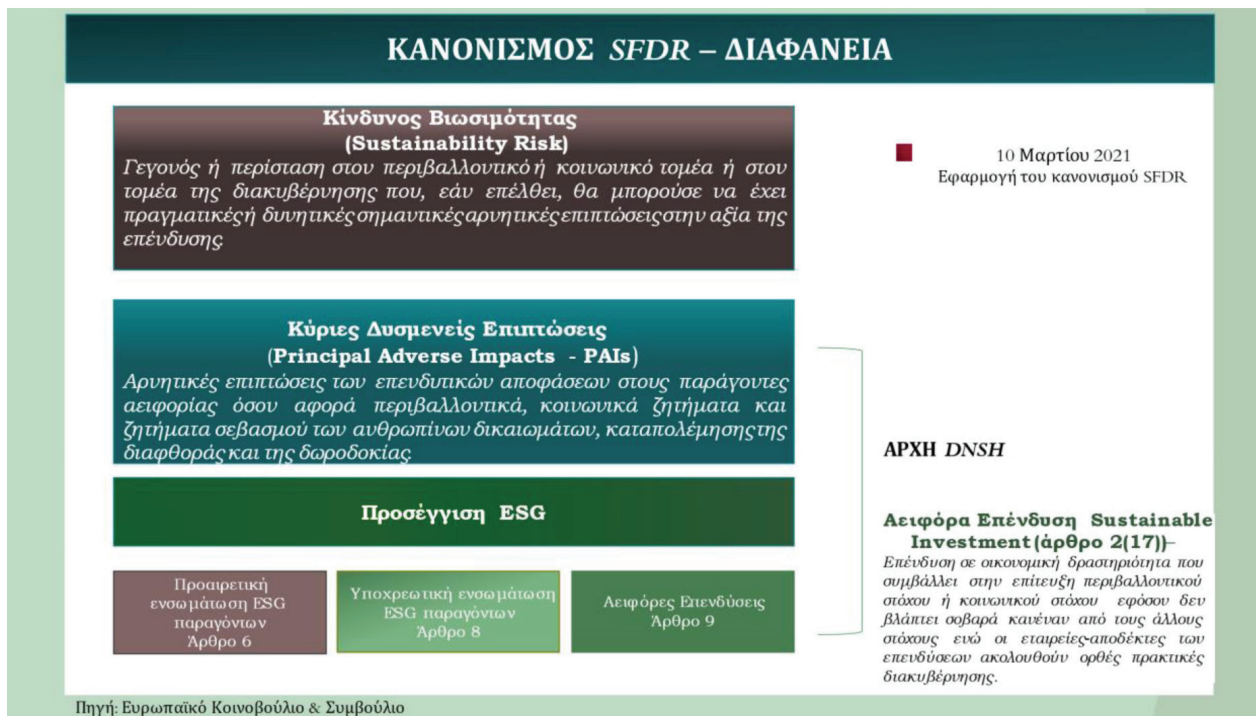 ΚΑΝΟΝΙΣΜΟΣ SFDR – ΔΙΑΦΑΝΕΙΑ
Κίνδυνος Βιωσιμότητας
(Sustainability Risk)
Γεγονός ή περίσταση στον περιβαλλοντικό ή κοινωνικό τομέα ή στον
τομέα της διακυβέρνησης που, εάν επέλθει, θα μπορούσε να έχει
πραγματικές ή δυνητικές σημαντικές αρνητικές επιπτώσεις στην αξία της
επένδυσης.
10 Μαρτίου 2021
Εφαρμογή του κανονισμού SFDR
Κύριες Δυσμενείς Επιπτώσεις
(Principal Adverse Impacts - PAIs)
Αρνητικές επιπτώσεις των επενδυτικών αποφάσεων στους παράγοντες
αειφορίας όσον αφορά περιβαλλοντικά, κοινωνικά ζητήματα και
ζητήματα σεβασμού των ανθρωπίνων δικαιωμάτων, καταπολέμησης της
διαφθοράς και της δωροδοκίας.
Προσέγγιση ESG
Προαιρετική
ενσωμάτωση ESG
παραγόντων
Άρθρο 6
Υποχρεωτική ενσωμάτωση
ESG παραγόντων
Άρθρο 8
Αειφόρες Επενδύσεις
Άρθρο 9
ΑΡΧΗ DNSH
Αειφόρα Επένδυση Sustainable
Investment (άρθρο 2(17))–
Επένδυση σε οικονομική δραστηριότητα που
συμβάλλει στην επίτευξη περιβαλλοντικού
στόχου ή κοινωνικού στόχου εφόσον δεν
βλάπτει σοβαρά κανέναν από τους άλλους
στόχους ενώ οι εταιρείες-αποδέκτες των
επενδύσεων ακολουθούν ορθές πρακτικές
διακυβέρνησης.
Πηγή: Ευρωπαϊκό Κοινοβούλιο & Συμβούλιο